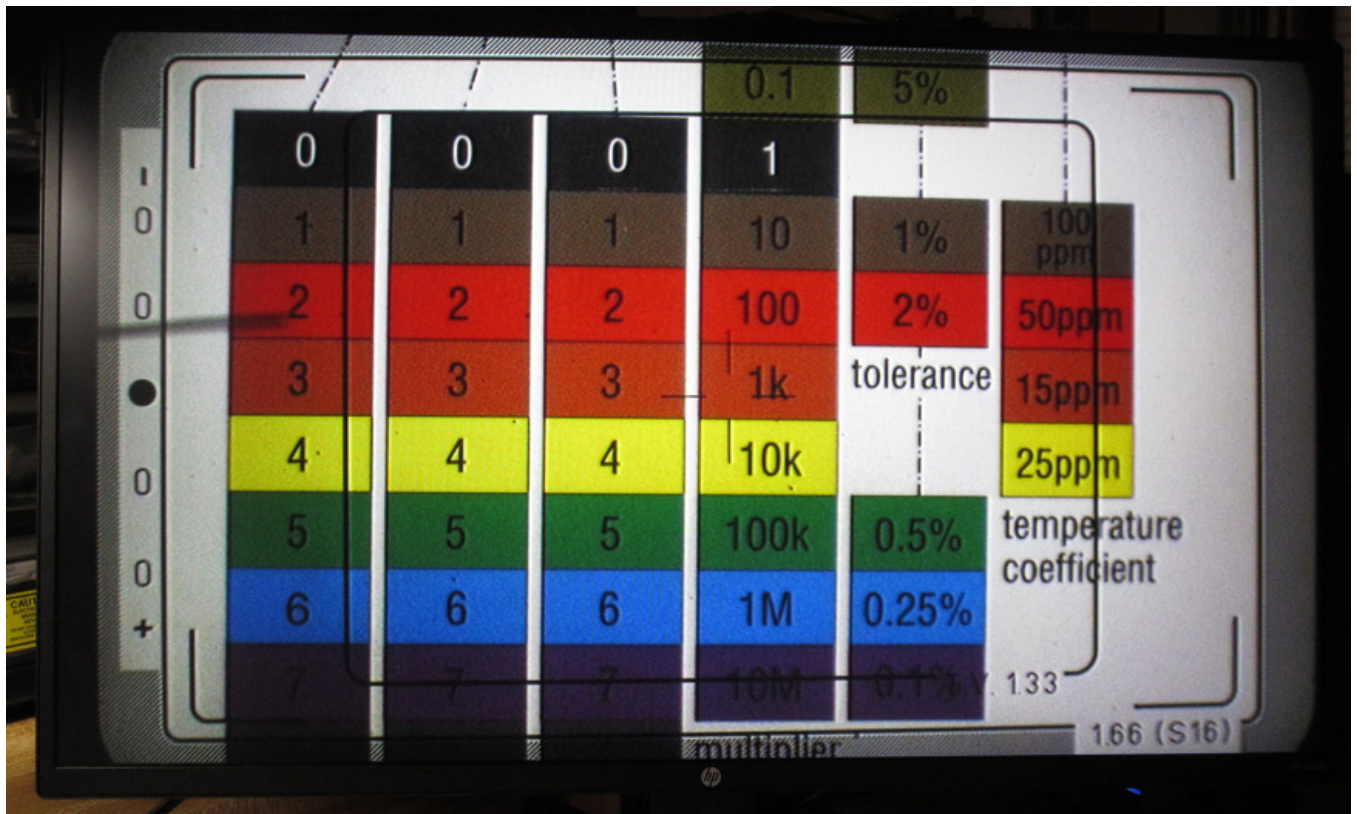 0.1 5%
0 0 0 1
1 1 1 10 1% 100
ppm
2 2 2 100 2% 50ppm
3 3 3 1k tolerance 15ppm
4 4 4 10k 25ppm
5 5 5 100k 0.5% temperature
coefficient
6 6 6 1M 0.25%
7 7 7 10M 0.1% V. 1.33
1.66 (S16)
multiplier
0
0
0
0
+
hp